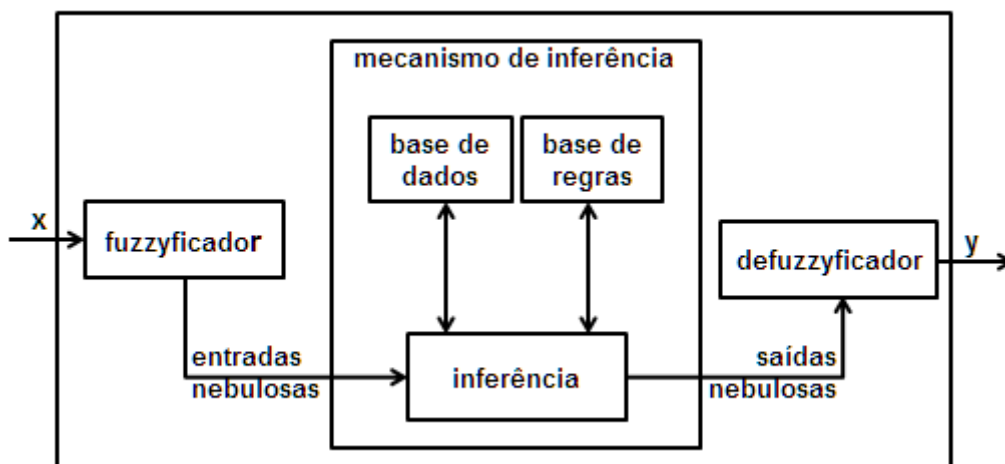 mecanismo de inferência
base de
dados
base de
regras
x
fuzzyficador
defuzzyficador
y
entradas
nebulosas
inferência
saídas
nebulosas